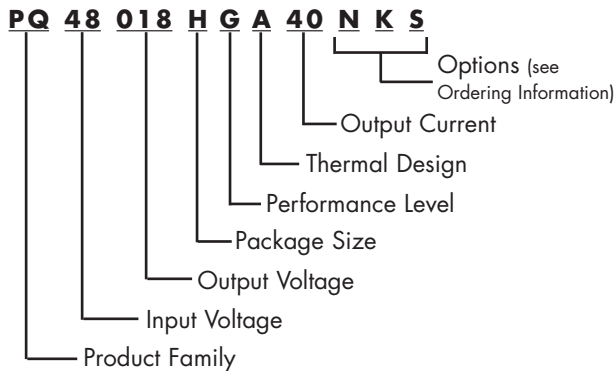 PQ 48 018 H G A 40 N K S
Options (see
Ordering Information)
Output Current
Thermal Design
Performance Level
Package Size
Output Voltage
Input Voltage
Product Family